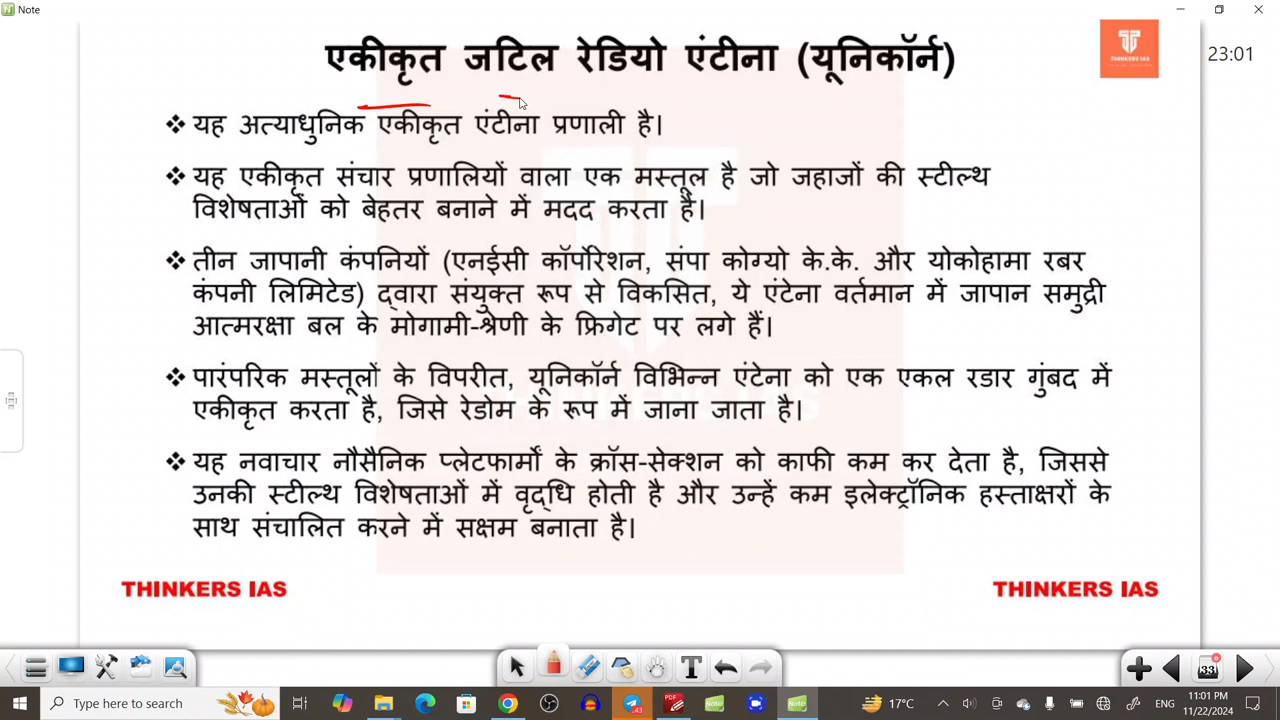 Note
एकीकृत जटिल रेडियो एंटीना (यूनिकॉर्न)
THINKERS IAS
23:01
❖ यह अत्याधुनिक एकीकृत एंटीना प्रणाली है।
❖ यह एकीकृत संचार प्रणालियों वाला एक मस्तूल है जो जहाजों की स्टील्थ
विशेषताओं को बेहतर बनाने में मदद करता है।
❖ तीन जापानी कंपनियों (एनईसी कॉर्पोरेशन, संपा कोग्यो के.के. और योकोहामा रबर
कंपनी लिमिटेड) द्वारा संयुक्त रूप से विकसित, ये एंटेना वर्तमान में जापान समुद्री
आत्मरक्षा बल के मोगामी-श्रेणी के फ्रिगेट पर लगे हैं।
❖ पारंपरिक मस्तूलों के विपरीत, यूनिकॉर्न विभिन्न एंटेना को एक एकल रडार गुंबद में
एकीकृत करता है, जिसे रेडोम के रूप में जाना जाता है।
❖ यह नवाचार नौसैनिक प्लेटफार्मों के क्रॉस-सेक्शन को काफी कम कर देता है, जिससे
उनकी स्टील्थ विशेषताओं में वृद्धि होती है और उन्हें कम इलेक्ट्रॉनिक हस्ताक्षरों के
साथ संचालित करने में सक्षम बनाता है।
THINKERS IAS THINKERS IAS
Type here to search
17°C
ENG
11:01 PM
11/22/2024